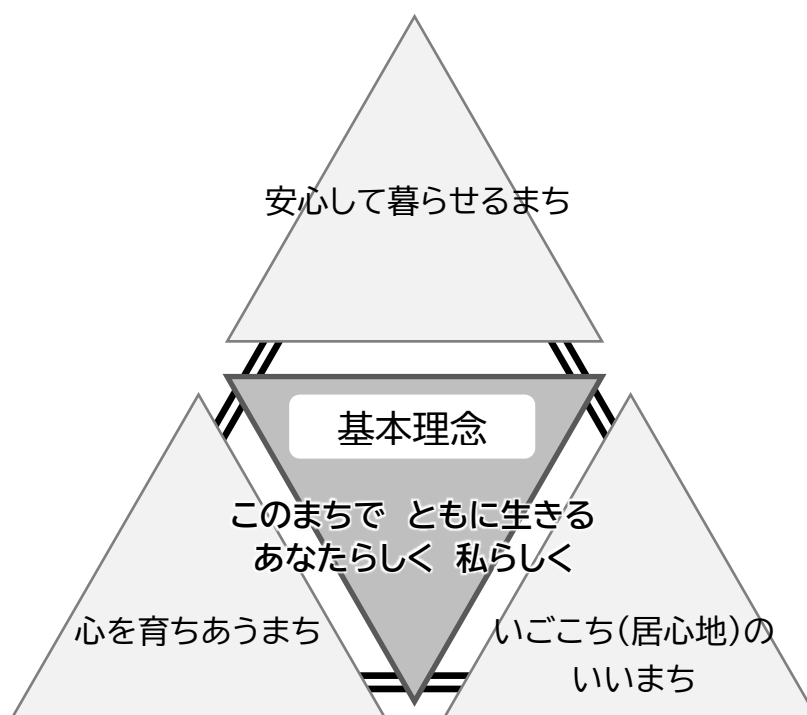 安心して暮らせるまち
基本理念
このまちで ともに生きる
あなたらしく 私らしく
心を育ちあうまち
いごこち(居心地)の
いいまち